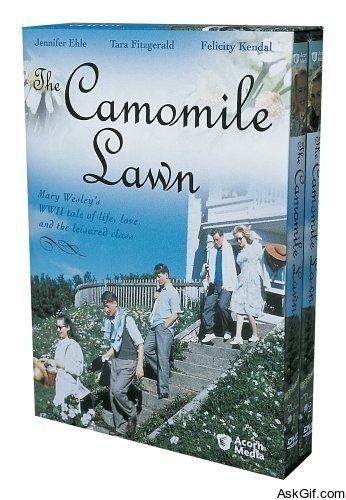 Jennifer Ehle Tara Fitzgerald Felicity Kendal
The
Camomile
Lawn
Mary Wesley's
WWII tale of life, love,
and the leisured class
Acorn
Media
The Camomile Lawn
The Camomile Lawn
AskGif.com